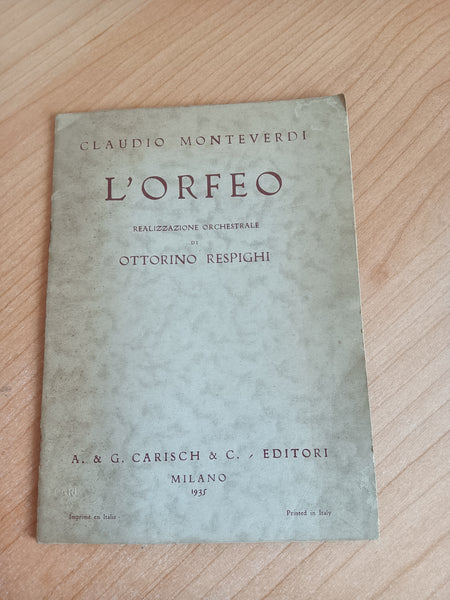 CLAUDIO MONTEVERDI
L'ORFEO
REALIZZAZIONE ORCHESTRALE
DI
OTTORINO RESPIGHI
A. & G. CARISCH & C. - EDITORI
MILANO
1935
Imprimé en Italie Printed in Italy